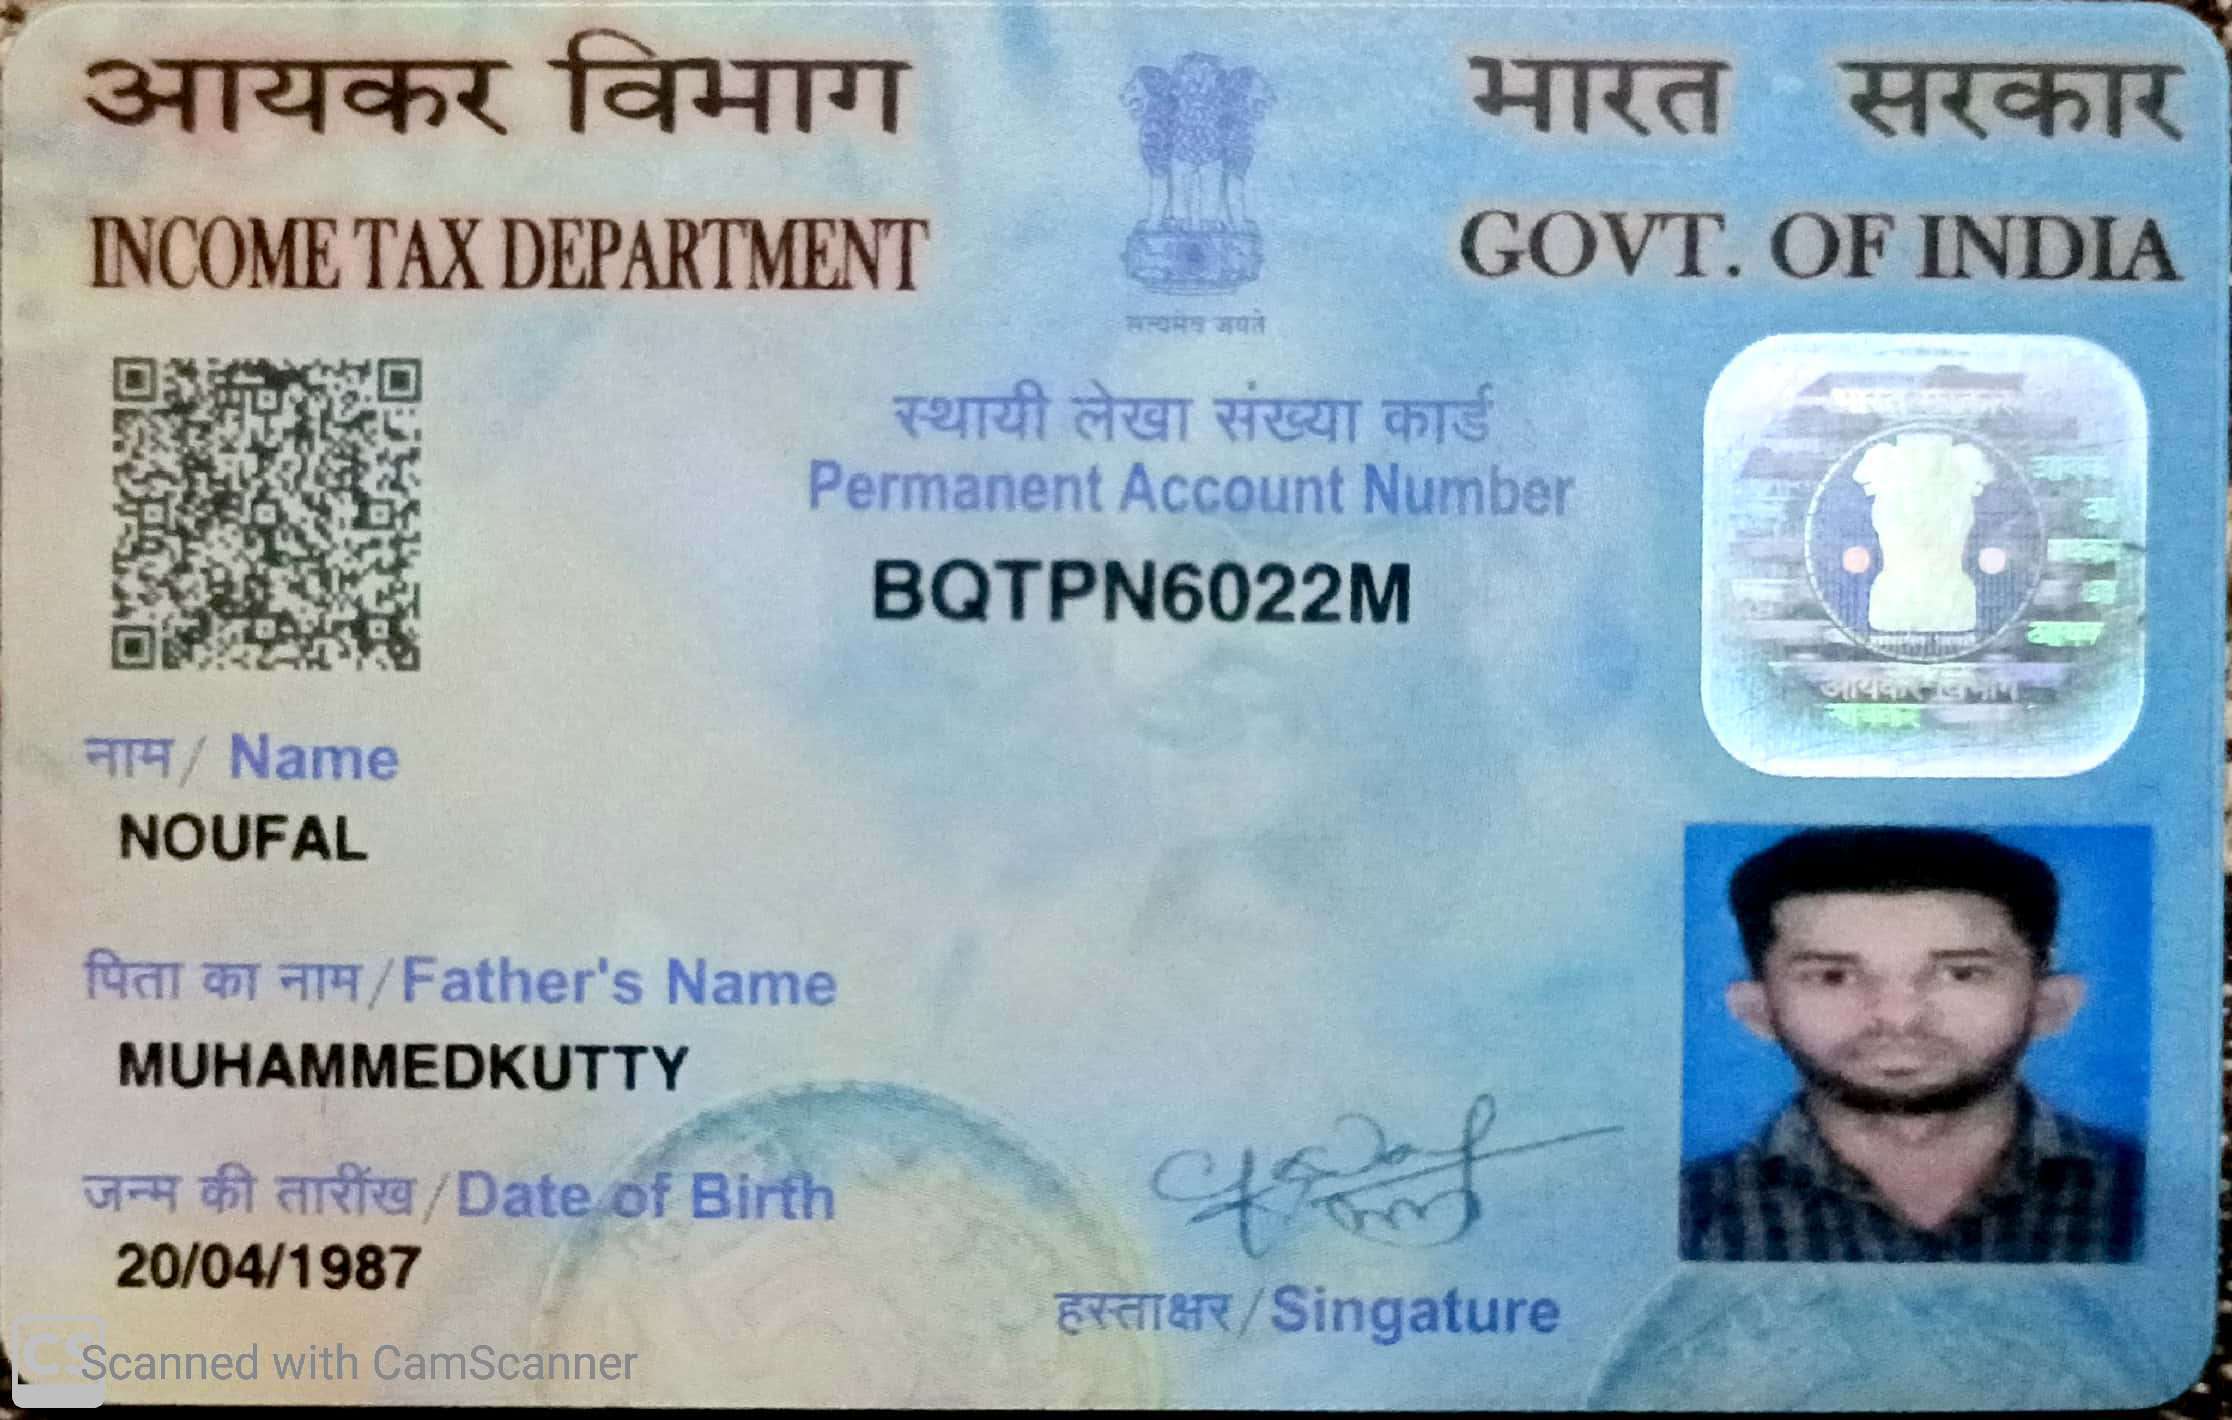 आयकर विभाग
INCOME TAX DEPARTMENT
भारत सरकार
GOVT. OF INDIA
सत्यमेव जयते
स्थायी लेखा संख्या कार्ड
Permanent Account Number
BQTPN6022M
आयकर विभाग
नाम/ Name
NOUFAL
पिता का नाम/Father's Name
MUHAMMEDKUTTY
जन्म की तारीख/Date of Birth
20/04/1987
हस्ताक्षर/Singature
CS Scanned with CamScanner